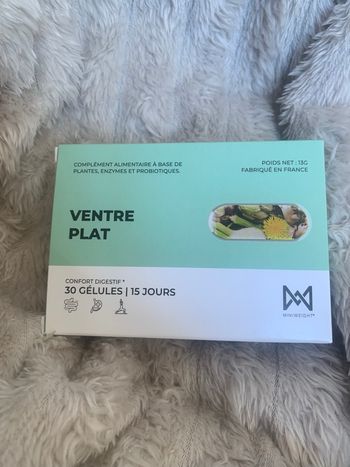 COMPLÉMENT ALIMENTAIRE À BASE DE
PLANTES, ENZYMES ET PROBIOTIQUES.
POIDS NET : 13G
FABRIQUÉ EN FRANCE
VENTRE
PLAT
CONFORT DIGESTIF *
30 GÉLULES | 15 JOURS
MINIWEIGHT®